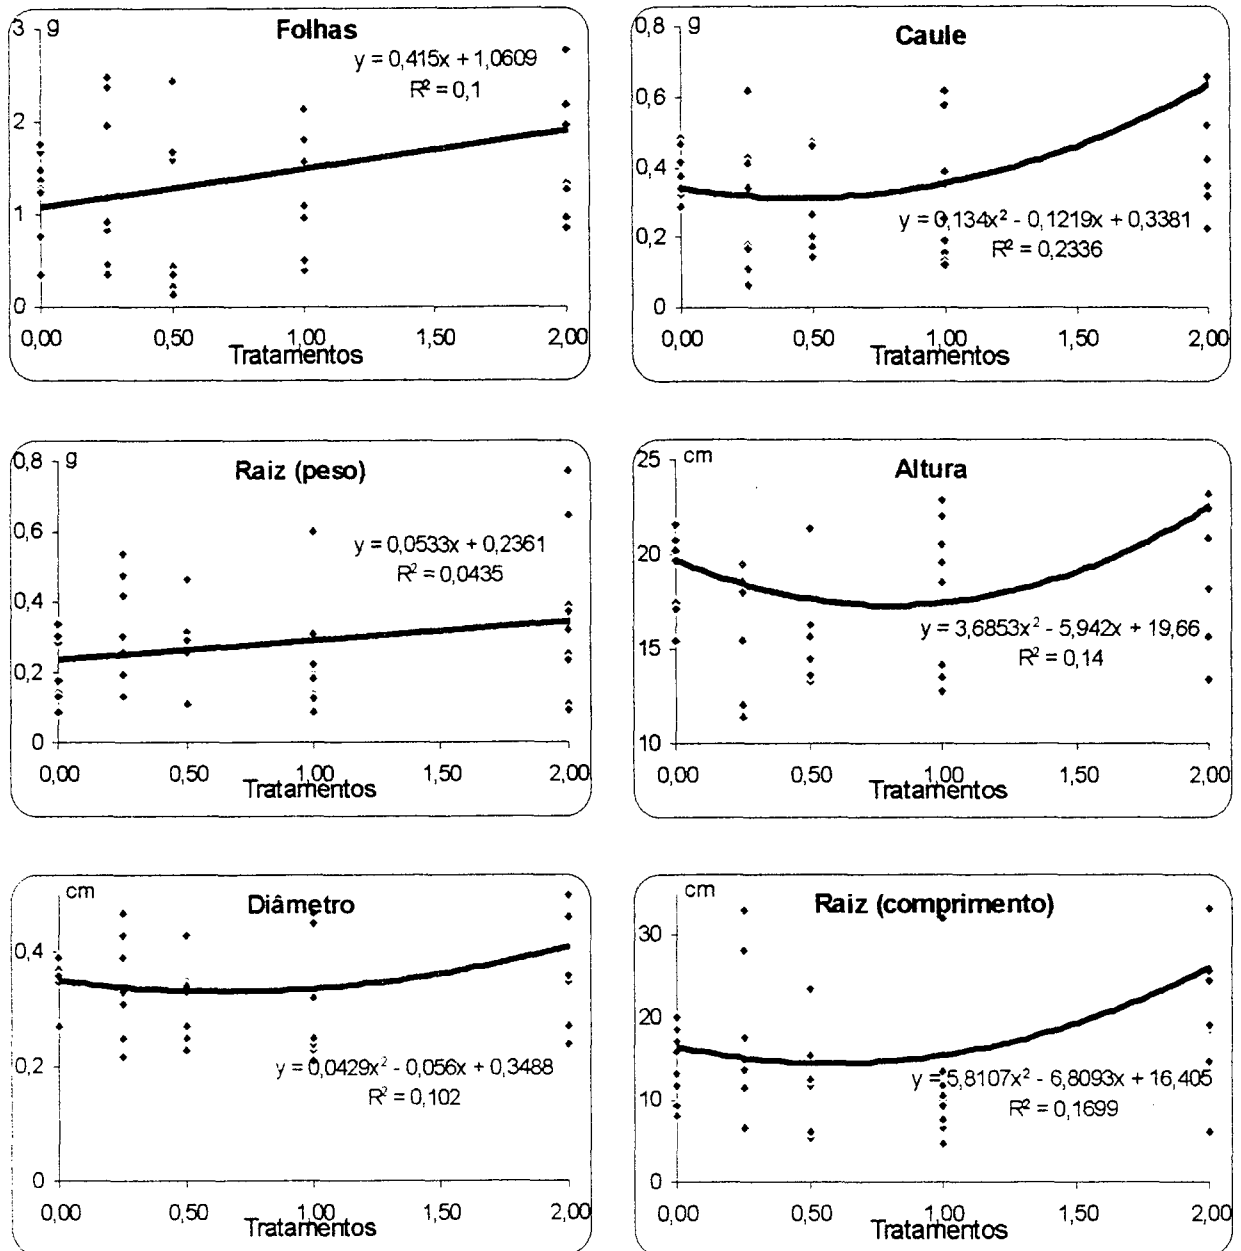 Folhas
g
y = 0,415x + 1,0609
R² = 0,1
3
2
1
0
0,00 0,50 1,00 1,50 2,00
Tratamentos
Caule
g
0,8
0,6
0,4
y = 0,134x² - 0,1219x + 0,3381
R² = 0,2336
0,2
0
0,00 0,50 1,00 1,50 2,00
Tratamentos
Raiz (peso)
g
0,8
0,6
y = 0,0533x + 0,2361
R² = 0,0435
0,4
0,2
0
0,00 0,50 1,00 1,50 2,00
Tratamentos
Altura
cm
25
20
y = 3,6853x² - 5,942x + 19,66
R² = 0,14
15
10
0,00 0,50 1,00 1,50 2,00
Tratamentos
Diâmetro
cm
0,4
0,2
y = 0,0429x² - 0,056x + 0,3488
R² = 0,102
0
0,00 0,50 1,00 1,50 2,00
Tratamentos
Raiz (comprimento)
cm
30
20
y = 5,8107x² - 6,8093x + 16,405
R² = 0,1699
10
0
0,00 0,50 1,00 1,50 2,00
Tratamentos